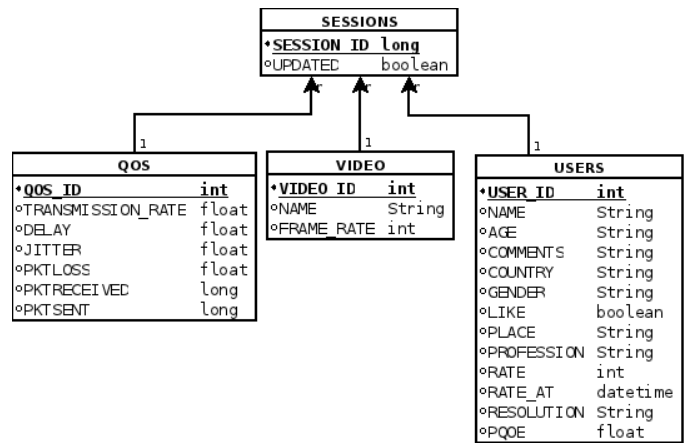 SESSIONS
SESSION_ID long
UPDATED boolean
r r r
1 1 1
QOS
QOS_ID int
TRANSMISSION_RATE float
DELAY float
JITTER float
PKTLOSS float
PKTRECEIVED long
PKTSENT long
VIDEO
VIDEO_ID int
NAME String
FRAME_RATE int
USERS
USER_ID int
NAME String
AGE String
COMMENTS String
COUNTRY String
GENDER String
LIKE boolean
PLACE String
PROFESSION String
RATE int
RATE_AT datetime
RESOLUTION String
PQOE float